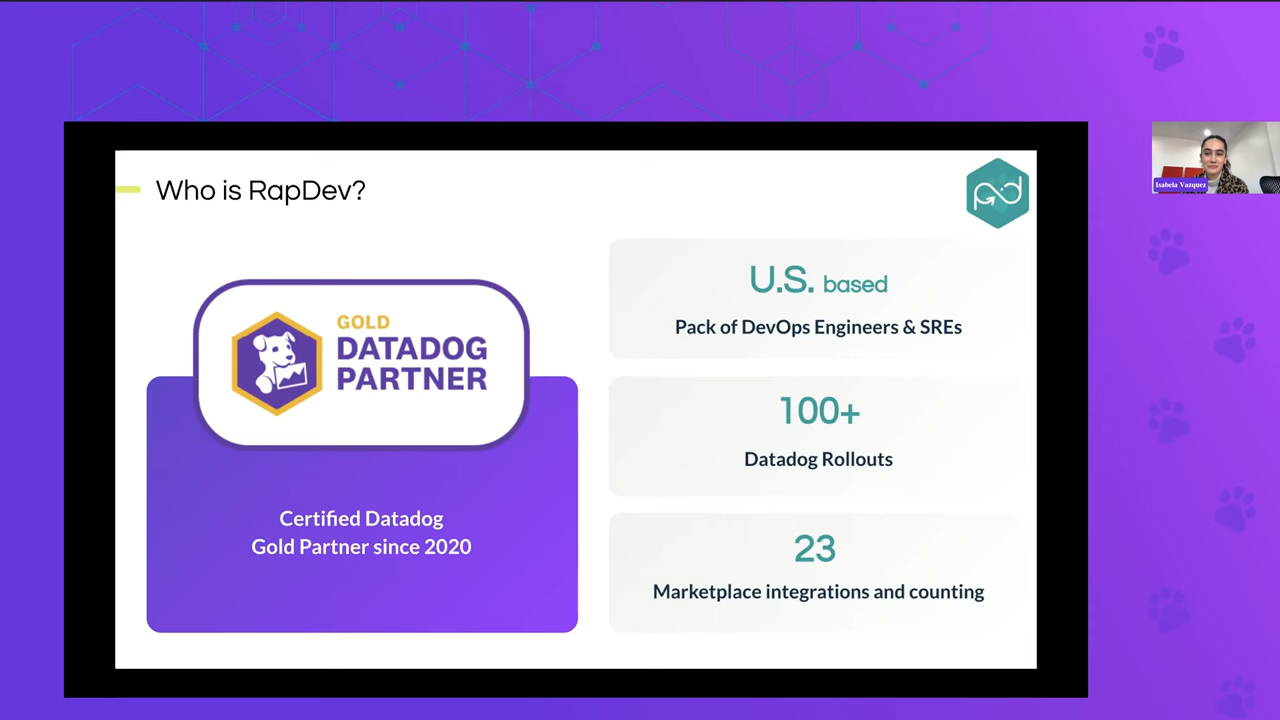 Who is RapDev?
GOLD
DATADOG
PARTNER
Certified Datadog
Gold Partner since 2020
U.S. based
Pack of DevOps Engineers & SREs
100+
Datadog Rollouts
23
Marketplace integrations and counting
Isabela Vazquez